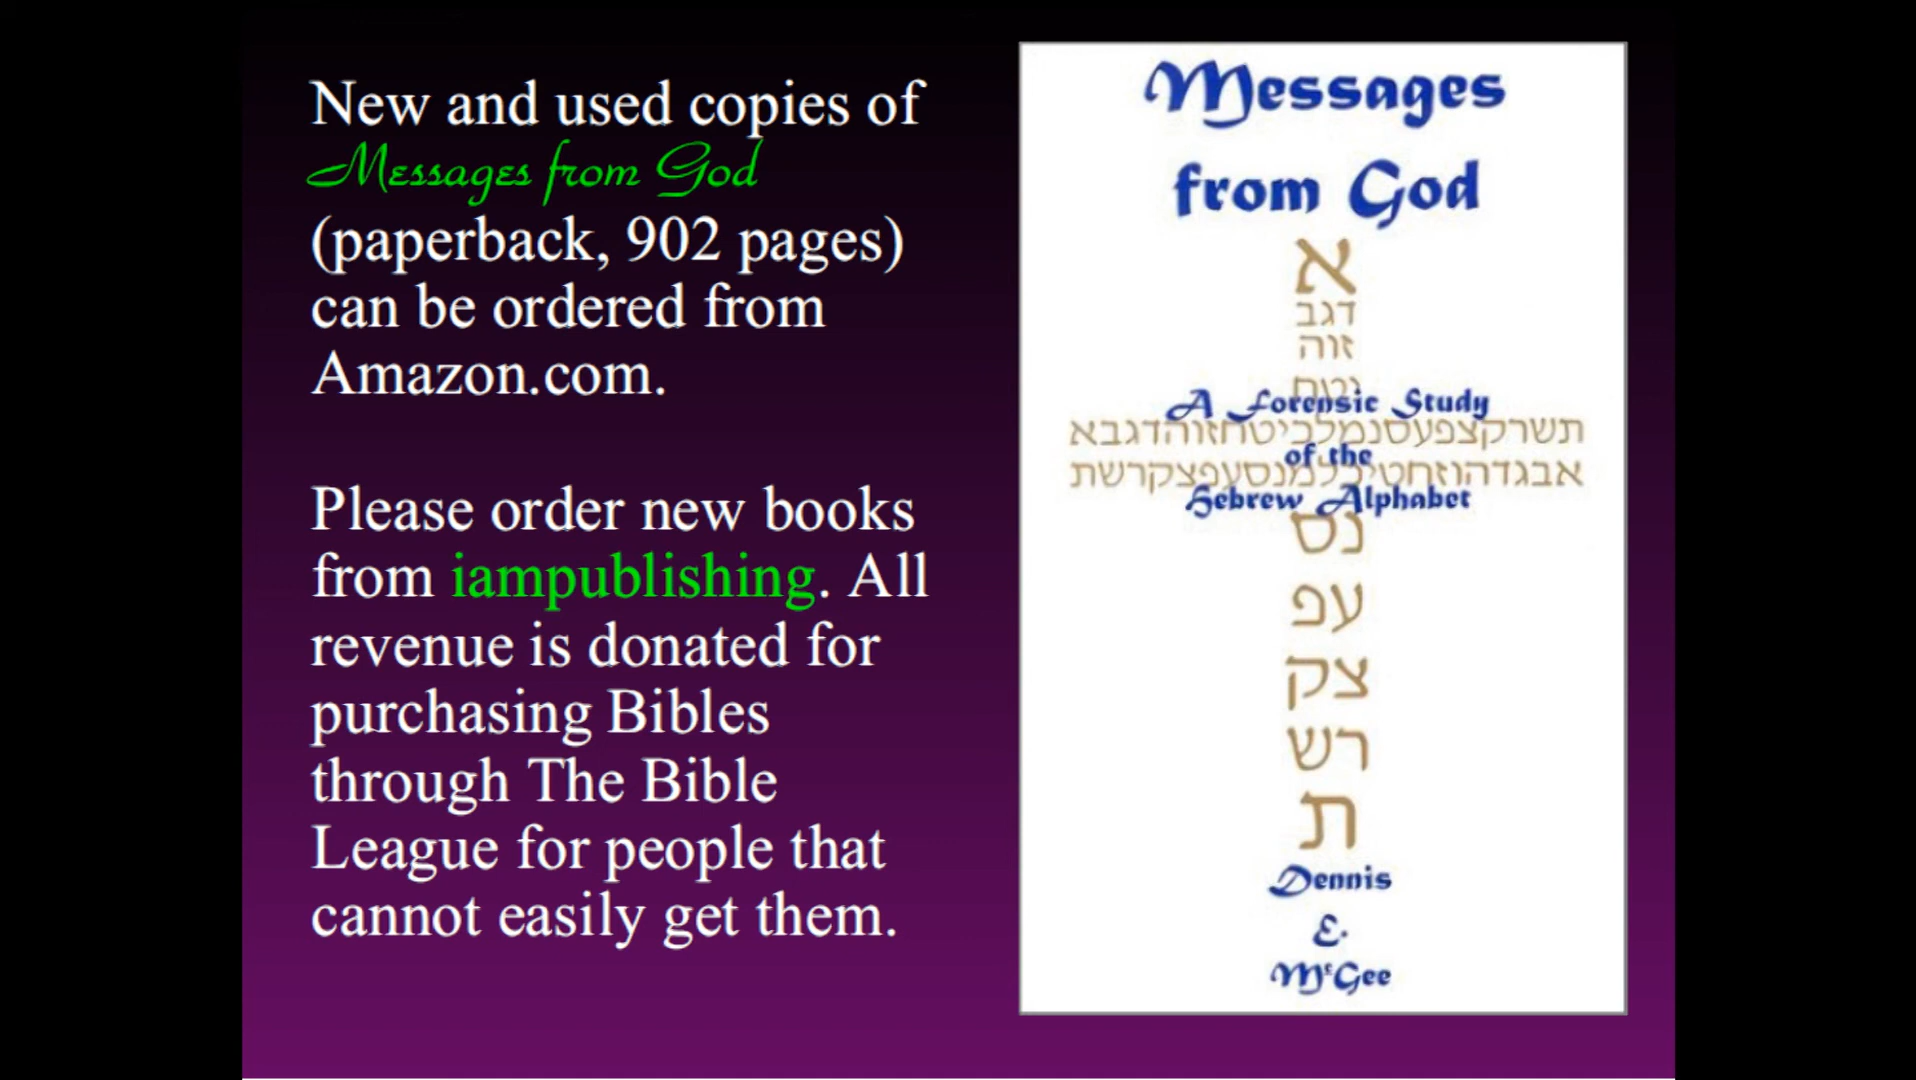 New and used copies of
Messages from God
(paperback, 902 pages)
can be ordered from
Amazon.com.
Please order new books
from iampublishing. All
revenue is donated for
purchasing Bibles
through The Bible
League for people that
cannot easily get them.
Messages
from God
א
דגב
זוה
יטח
A Forensic Study
תשרקצפעסנמלכיטחזוהדגבא
of the
אבגדהוזחטיכלמנסעפצקרשת
Hebrew Alphabet
נס
עפ
צק
רש
ת
Dennis
E.
McGee